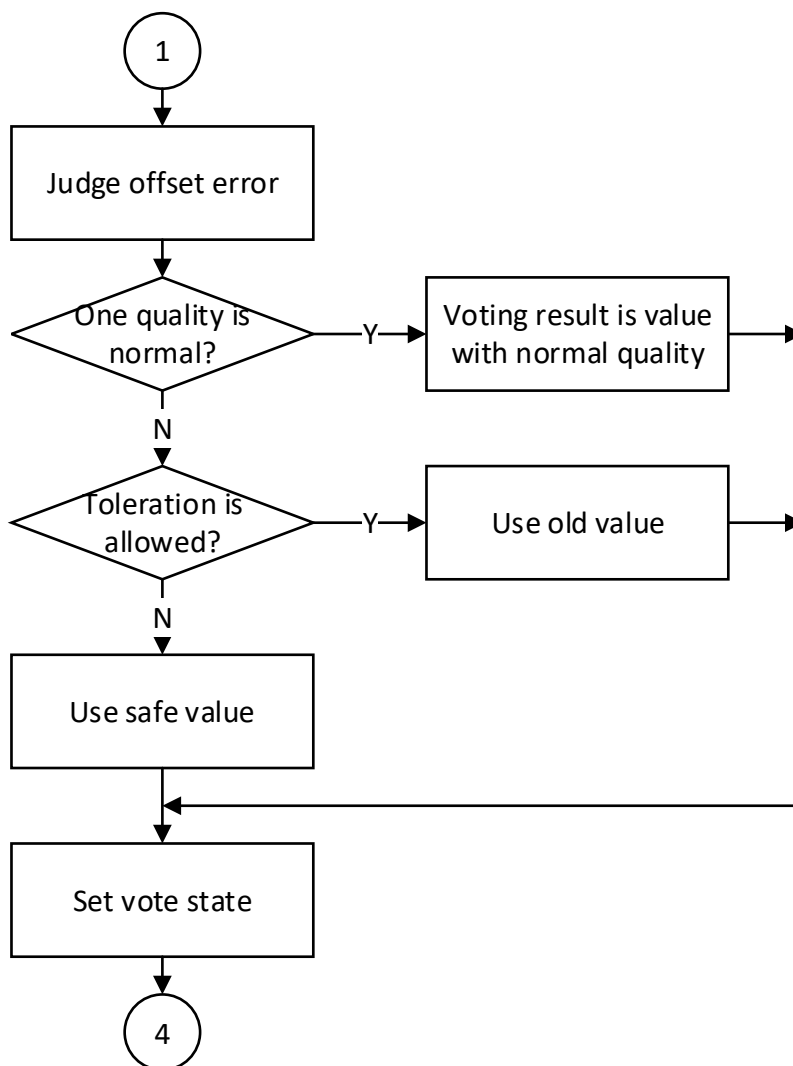 1
Judge offset error
One quality is
normal?
Y
Voting result is value
with normal quality
N
Toleration is
allowed?
Y
Use old value
N
Use safe value
Set vote state
4